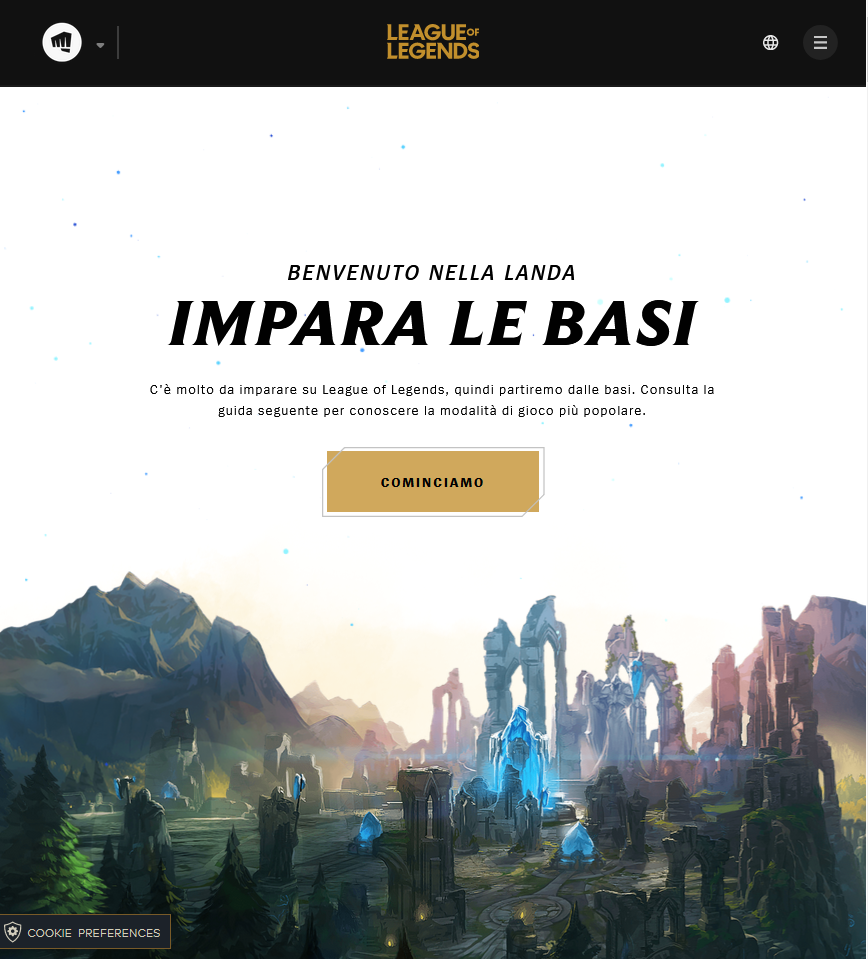 LEAGUE OF
LEGENDS
BENVENUTO NELLA LANDA
IMPARA LE BASI
C'è molto da imparare su League of Legends, quindi partiremo dalle basi. Consulta la
guida seguente per conoscere la modalità di gioco più popolare.
COMINCIAMO
COOKIE PREFERENCES